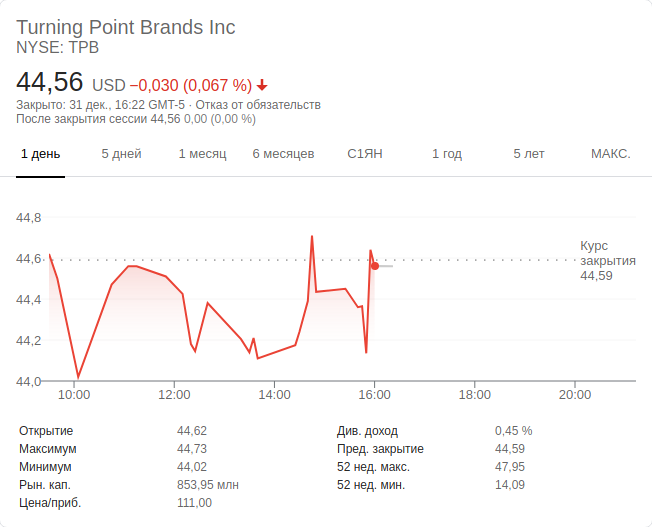 Turning Point Brands Inc
NYSE: TPB
44,56 USD −0,030 (0,067 %)
Закрыто: 31 дек., 16:22 GMT-5 · Отказ от обязательств
После закрытия сессии 44,56 0,00 (0,00 %)
1 день 5 дней 1 месяц 6 месяцев С1ЯН 1 год 5 лет МАКС.
44,8
44,6
44,4
44,2
44,0
Курс
закрытия
44,59
10:00 12:00 14:00 16:00 18:00 20:00
Открытие 44,62 Див. доход 0,45 %
Максимум 44,73 Пред. закрытие 44,59
Минимум 44,02 52 нед. макс. 47,95
Рын. кап. 853,95 млн 52 нед. мин. 14,09
Цена/приб. 111,00